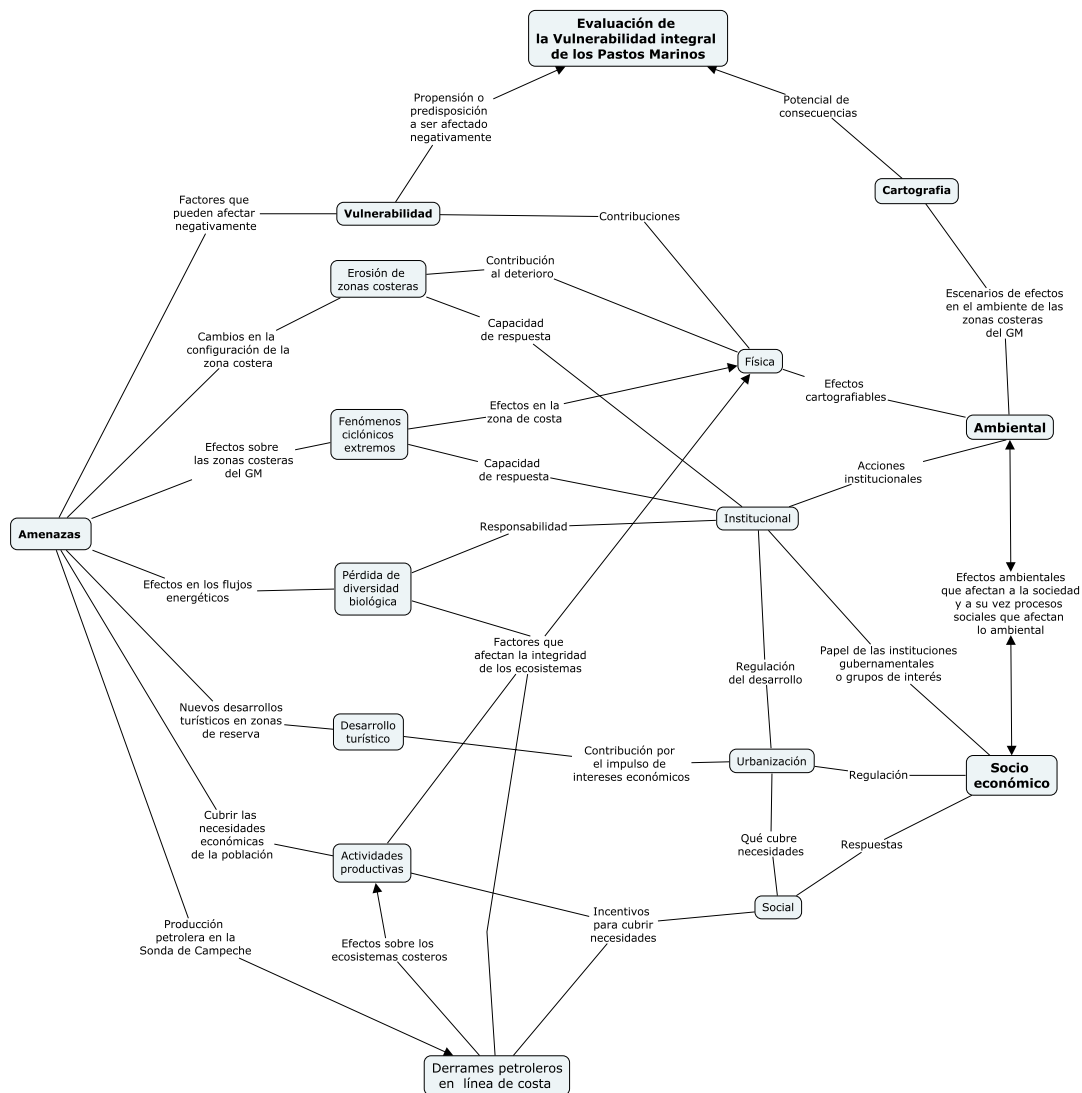 Evaluación de
la Vulnerabilidad integral
de los Pastos Marinos
Propensión o
predisposición
a ser afectado
negativamente
Potencial de
consecuencias
Cartografia
Factores que
pueden afectar
negativamente
Vulnerabilidad
Contribuciones
Erosión de
zonas costeras
Contribución
al deterioro
Escenarios de efectos
en el ambiente de las
zonas costeras
del GM
Cambios en la
configuración de la
zona costera
Capacidad
de respuesta
Física
Efectos
cartografiables
Fenómenos
ciclónicos
extremos
Efectos en la
zona de costa
Ambiental
Efectos sobre
las zonas costeras
del GM
Capacidad
de respuesta
Acciones
institucionales
Amenazas
Responsabilidad
Institucional
Efectos en los flujos
energéticos
Pérdida de
diversidad
biológica
Efectos ambientales
que afectan a la sociedad
y a su vez procesos
sociales que afectan
lo ambiental
Factores que
afectan la integridad
de los ecosistemas
Regulación
del desarrollo
Papel de las instituciones
gubernamentales
o grupos de interés
Nuevos desarrollos
turísticos en zonas
de reserva
Desarrollo
turístico
Contribución por
el impulso de
intereses económicos
Urbanización
Regulación
Socio
económico
Cubrir las
necesidades
económicas
de la población
Actividades
productivas
Qué cubre
necesidades
Respuestas
Social
Incentivos
para cubrir
necesidades
Producción
petrolera en la
Sonda de Campeche
Efectos sobre los
ecosistemas costeros
Derrames petroleros
en línea de costa